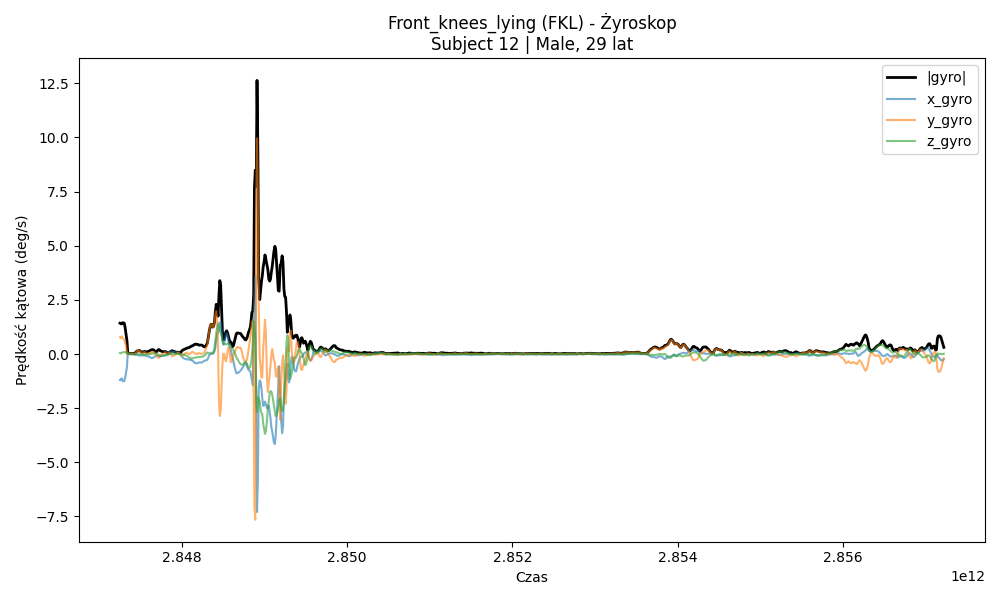 Front_knees_lying (FKL) - Żyroskop
Subject 12 | Male, 29 lat
|gyro|
x_gyro
y_gyro
z_gyro
Prędkość kątowa (deg/s)
12.5
10.0
7.5
5.0
2.5
0.0
−2.5
−5.0
−7.5
2.848
2.850
2.852
2.854
2.856
1e12
Czas